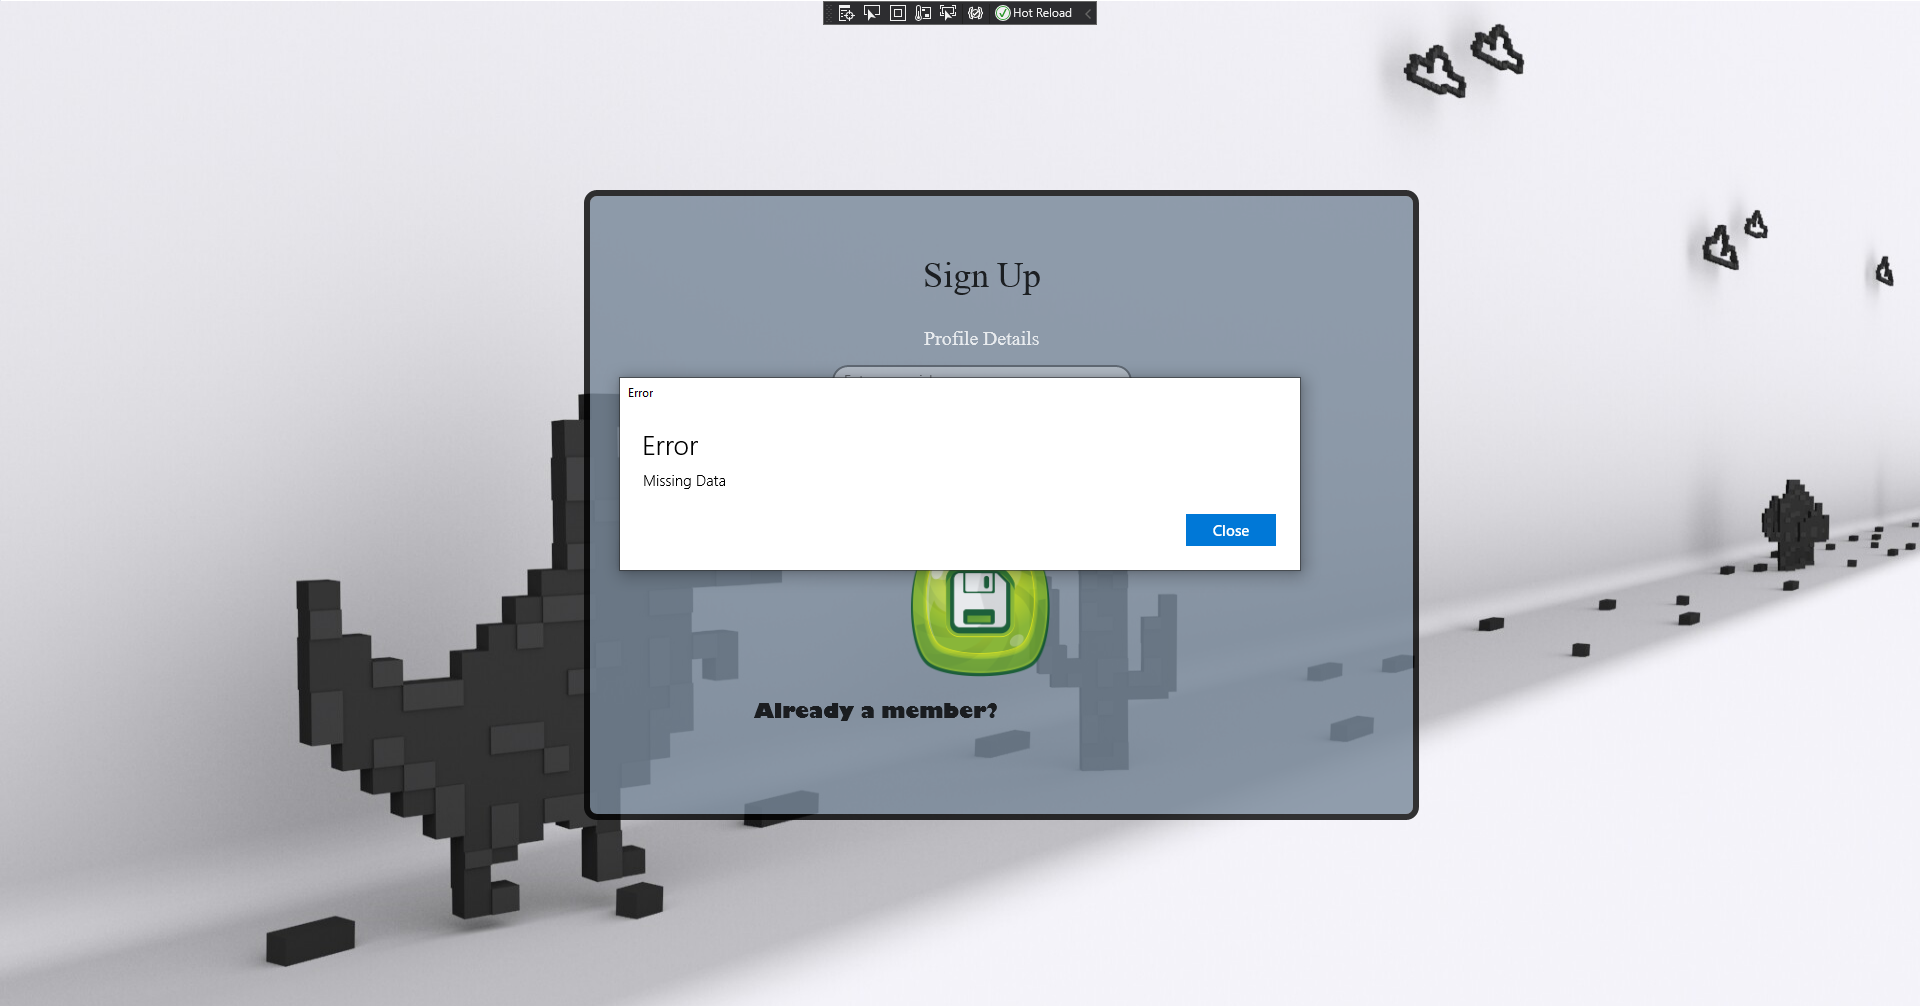 Hot Reload
Sign Up
Profile Details
Error
Error
Missing Data
Close
Already a member?